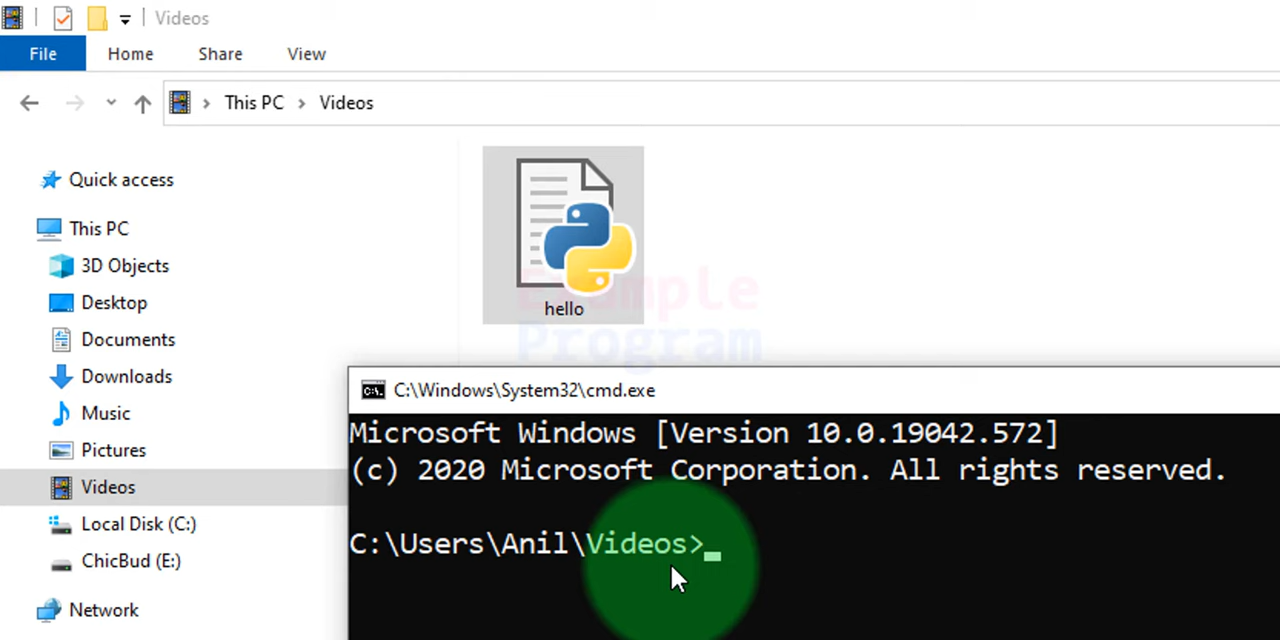 Videos
File Home Share View
This PC > Videos
Quick access
This PC
3D Objects
Desktop
Documents
Downloads
Music
Pictures
Videos
Local Disk (C:)
ChicBud (E:)
Network
hello
Example
Program
C:\Windows\System32\cmd.exe
Microsoft Windows [Version 10.0.19042.572]
(c) 2020 Microsoft Corporation. All rights reserved.
C:\Users\Anil\Videos>_